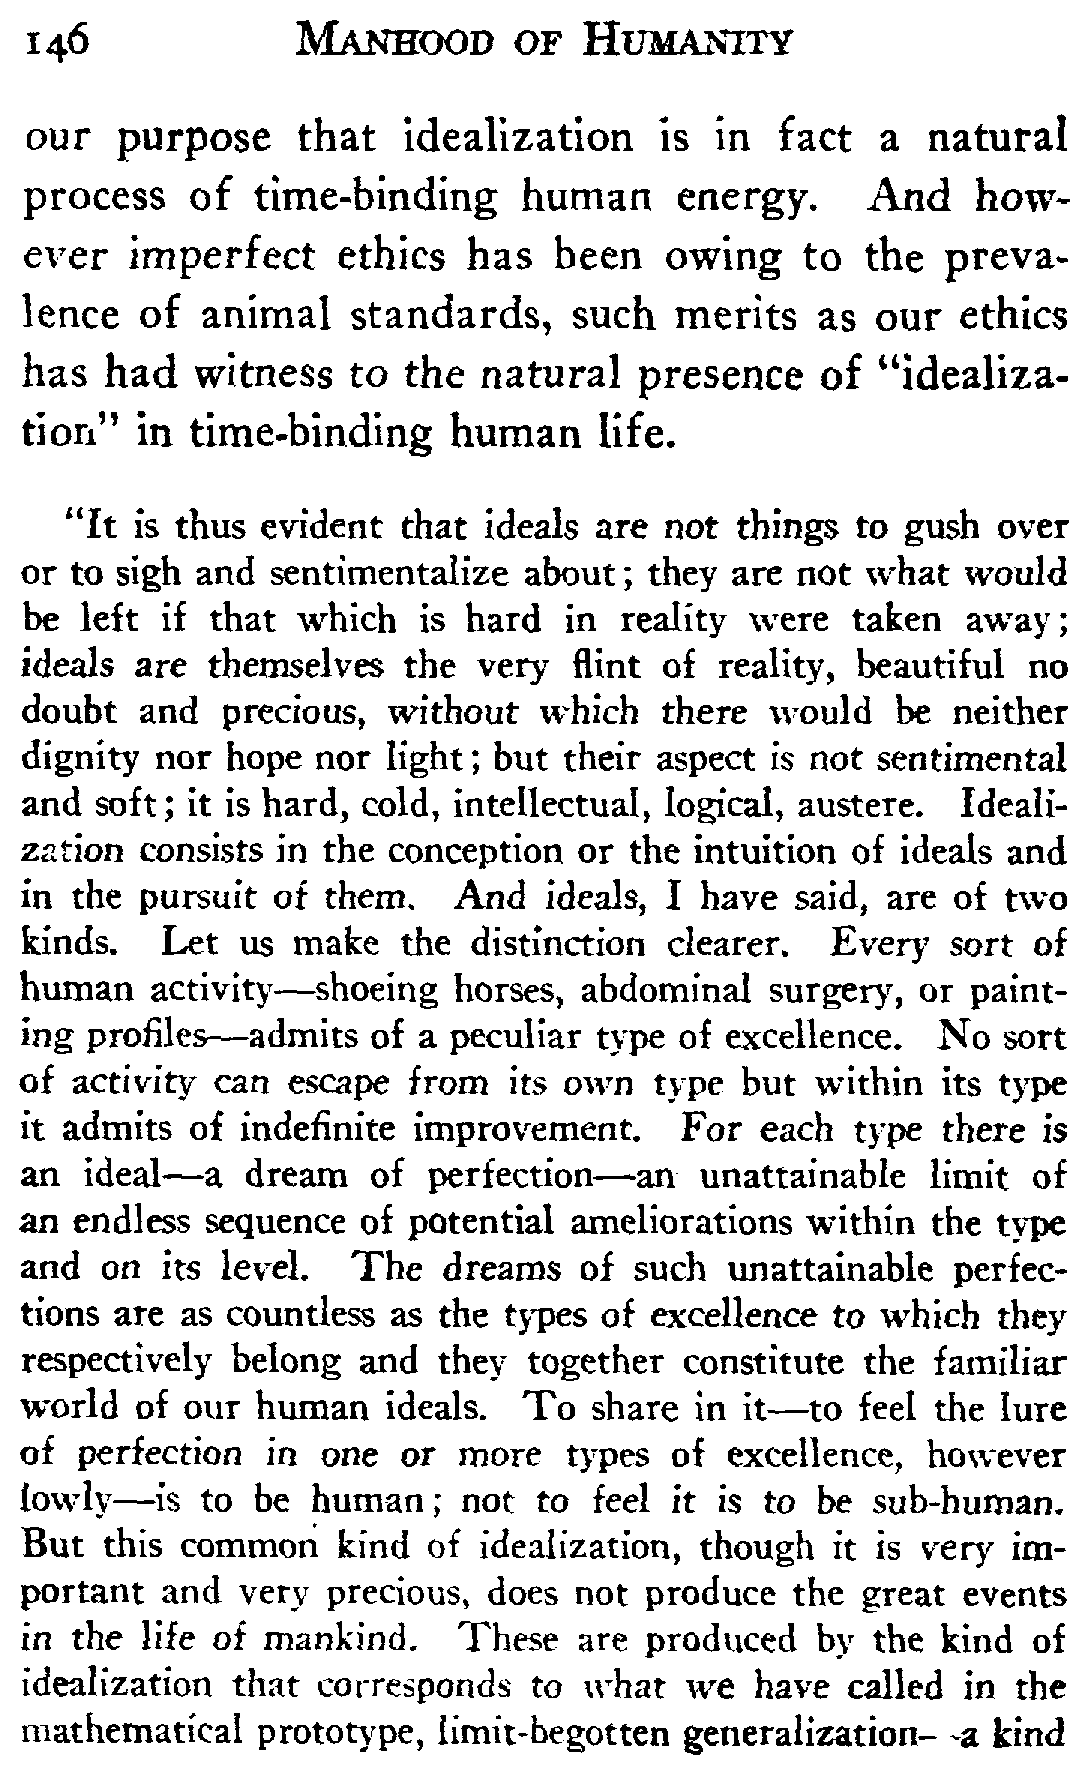 146 MANHOOD OF HUMANITY
our purpose that idealization is in fact a natural
process of time-binding human energy. And how-
ever imperfect ethics has been owing to the preva-
lence of animal standards, such merits as our ethics
has had witness to the natural presence of "idealiza-
tion" in time-binding human life.
"It is thus evident that ideals are not things to gush over
or to sigh and sentimentalize about; they are not what would
be left if that which is hard in reality were taken away;
ideals are themselves the very flint of reality, beautiful no
doubt and precious, without which there would be neither
dignity nor hope nor light; but their aspect is not sentimental
and soft; it is hard, cold, intellectual, logical, austere. Ideali-
zation consists in the conception or the intuition of ideals and
in the pursuit of them. And ideals, I have said, are of two
kinds. Let us make the distinction clearer. Every sort of
human activity—shoeing horses, abdominal surgery, or paint-
ing profiles—admits of a peculiar type of excellence. No sort
of activity can escape from its own type but within its type
it admits of indefinite improvement. For each type there is
an ideal—a dream of perfection—an unattainable limit of
an endless sequence of potential ameliorations within the type
and on its level. The dreams of such unattainable perfec-
tions are as countless as the types of excellence to which they
respectively belong and they together constitute the familiar
world of our human ideals. To share in it—to feel the lure
of perfection in one or more types of excellence, however
lowly—is to be human; not to feel it is to be sub-human.
But this common kind of idealization, though it is very im-
portant and very precious, does not produce the great events
in the life of mankind. These are produced by the kind of
idealization that corresponds to what we have called in the
mathematical prototype, limit-begotten generalization—a kind